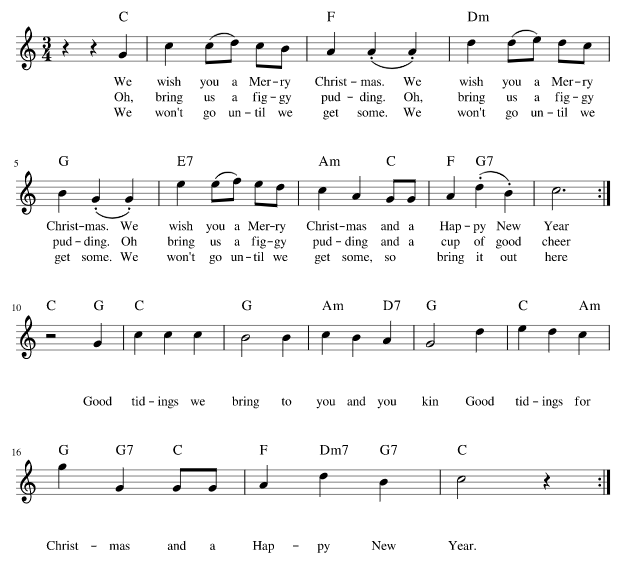 C F Dm
3
4
We wish you a Mer - ry Christ - mas. We wish you a Mer - ry
Oh, bring us a fig - gy pud - ding. Oh, bring us a fig - gy
We won't go un - til we get some. We won't go un - til we
5 G E7 Am C F G7
Christ - mas. We wish you a Mer - ry Christ - mas and a Hap - py New Year
pud - ding. Oh bring us a fig - gy pud - ding and a cup of good cheer
get some. We won't go un - til we get some, so bring it out here
10 C G C G Am D7 G C Am
Good tid - ings we bring to you and you kin Good tid - ings for
16 G G7 C F Dm7 G7 C
Christ - mas and a Hap - py New Year.